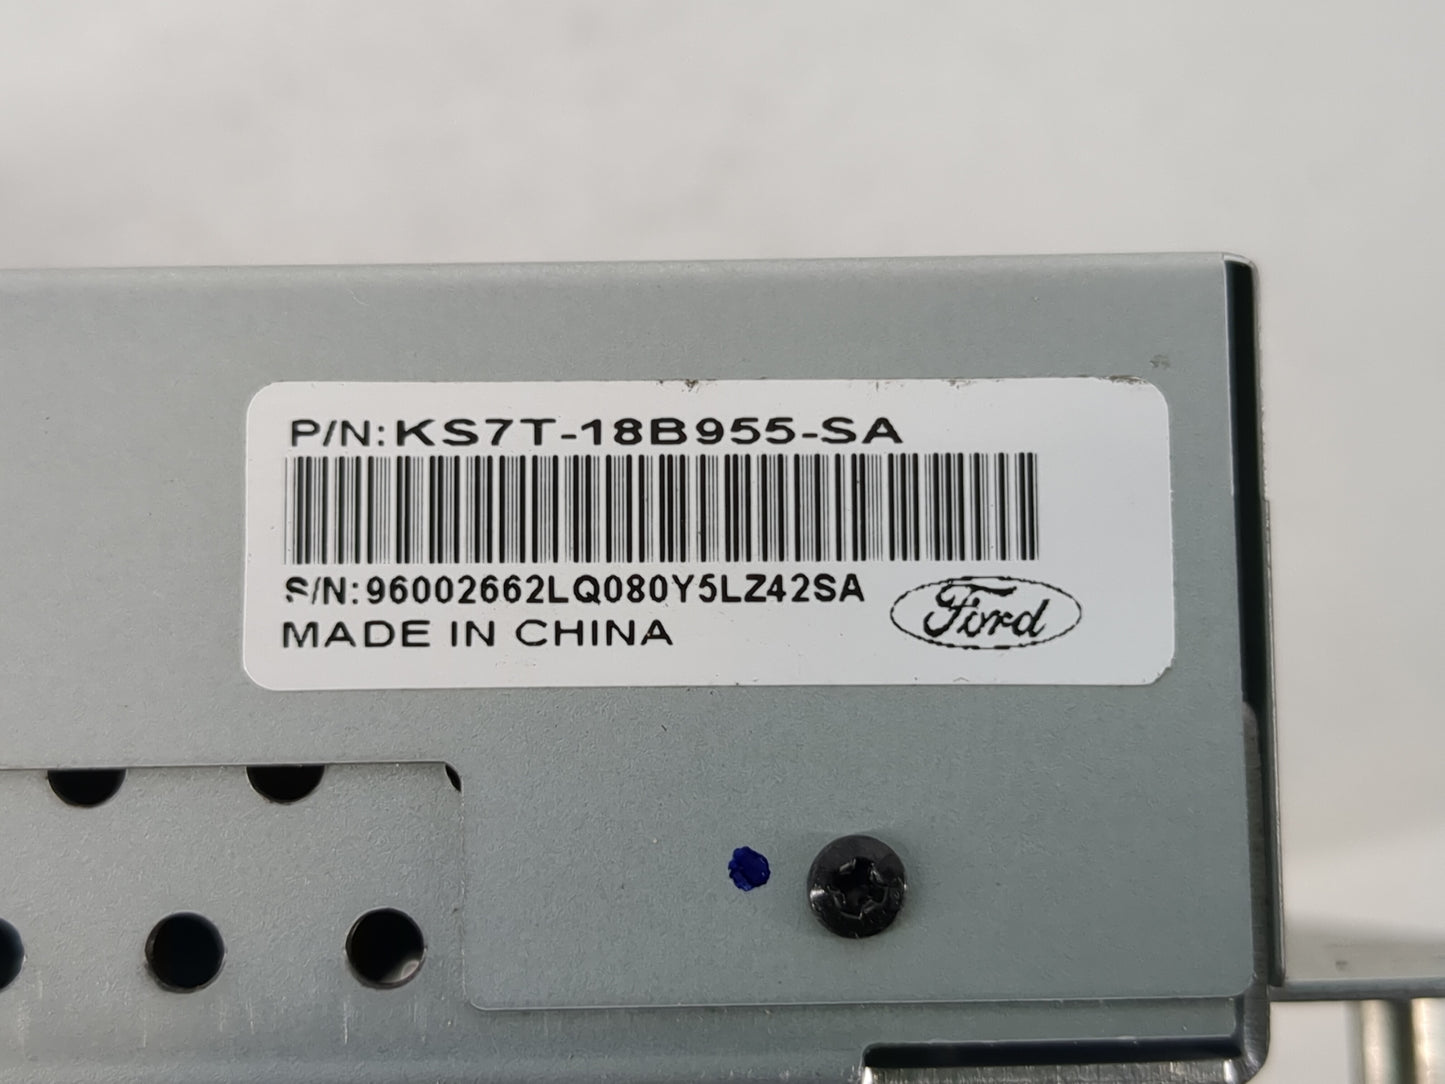 P/N:KS7T-18B955-SA
S/N:96002662LQ080Y5LZ42SA
MADE IN CHINA
Ford